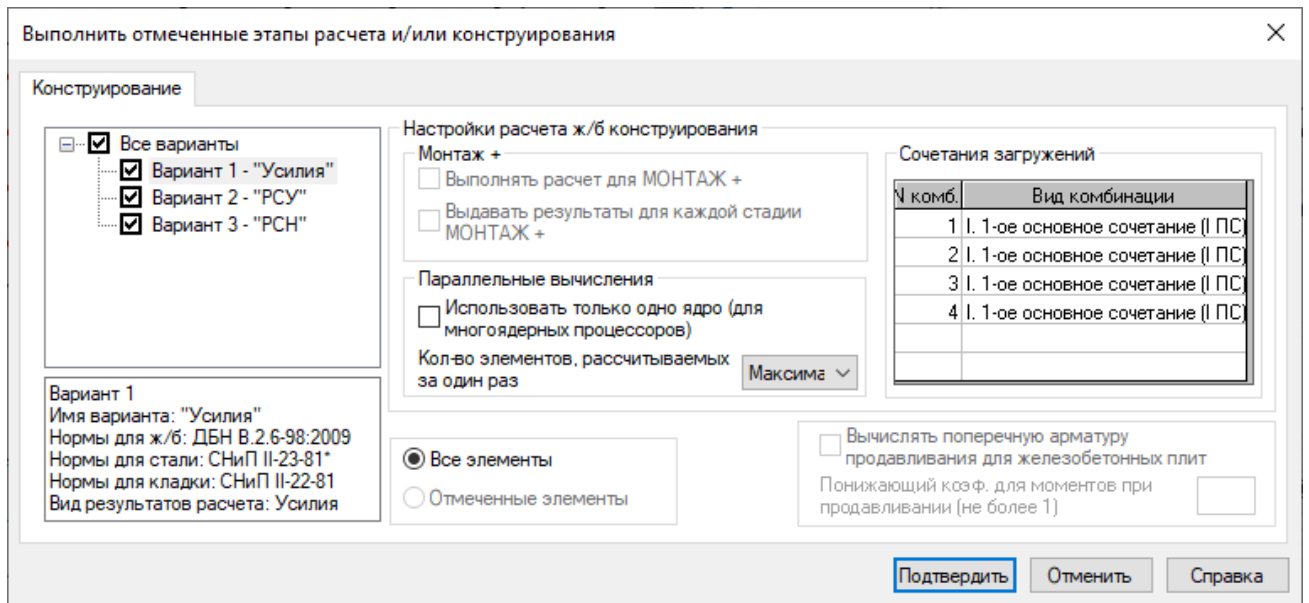 Выполнить отмеченные этапы расчета и/или конструирования
Конструирование
Все варианты
Вариант 1 - "Усилия"
Вариант 2 - "РСУ"
Вариант 3 - "РСН"
Вариант 1
Имя варианта: "Усилия"
Нормы для ж/б: ДБН В.2.6-98:2009
Нормы для стали: СНиП II-23-81*
Нормы для кладки: СНиП II-22-81
Вид результатов расчета: Усилия
Настройки расчета ж/б конструирования
Монтаж +
Выполнять расчет для МОНТАЖ +
Выдавать результаты для каждой стадии
МОНТАЖ +
Параллельные вычисления
Использовать только одно ядро (для
многоядерных процессоров)
Кол-во элементов, рассчитываемых
за один раз
Максима
Сочетания загружений
N комб. Вид комбинации
1 I. 1-ое основное сочетание (I ПС)
2 I. 1-ое основное сочетание (I ПС)
3 I. 1-ое основное сочетание (I ПС)
4 I. 1-ое основное сочетание (I ПС)
Все элементы
Отмеченные элементы
Вычислять поперечную арматуру
продавливания для железобетонных плит
Понижающий коэф. для моментов при
продавливании (не более 1)
Подтвердить
Отменить
Справка